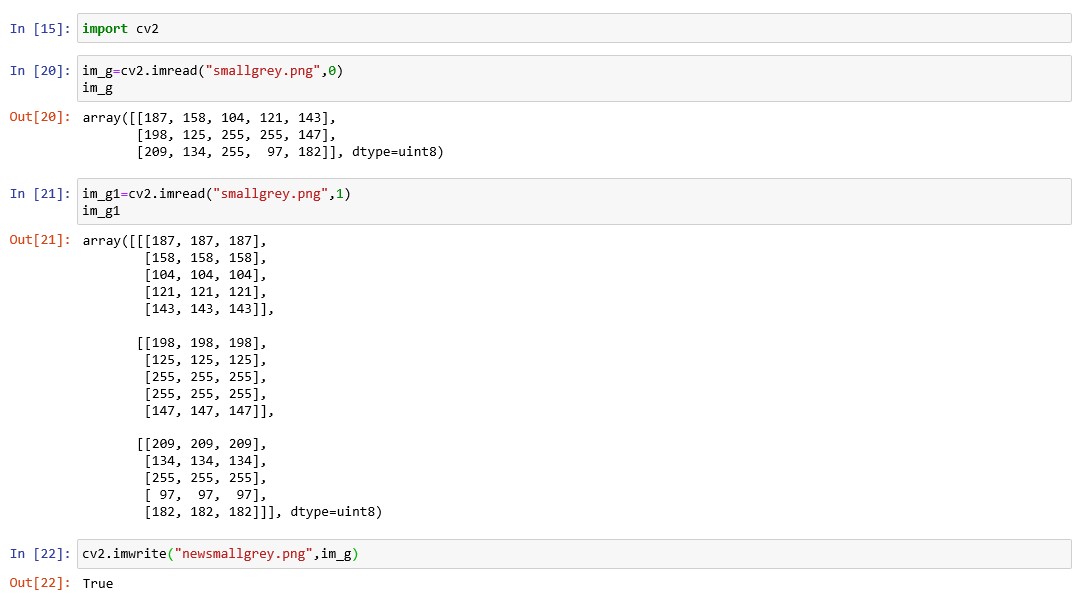 In [15]: import cv2
In [20]: im_g=cv2.imread("smallgrey.png",0)
im_g
Out[20]: array([[187, 158, 104, 121, 143],
[198, 125, 255, 255, 147],
[209, 134, 255,  97, 182]], dtype=uint8)
In [21]: im_g1=cv2.imread("smallgrey.png",1)
im_g1
Out[21]: array([[[187, 187, 187],
[158, 158, 158],
[104, 104, 104],
[121, 121, 121],
[143, 143, 143]],
[[198, 198, 198],
[125, 125, 125],
[255, 255, 255],
[255, 255, 255],
[147, 147, 147]],
[[209, 209, 209],
[134, 134, 134],
[255, 255, 255],
[ 97,  97,  97],
[182, 182, 182]]], dtype=uint8)
In [22]: cv2.imwrite("newsmallgrey.png",im_g)
Out[22]: True